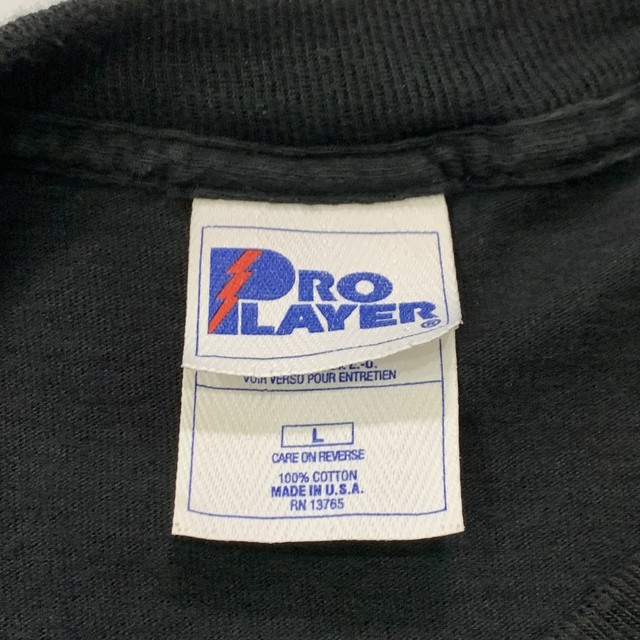 PRO
PLAYER®
VOIR VERSO POUR ENTRETIEN
L
CARE ON REVERSE
100% COTTON
MADE IN U.S.A.
RN 13765